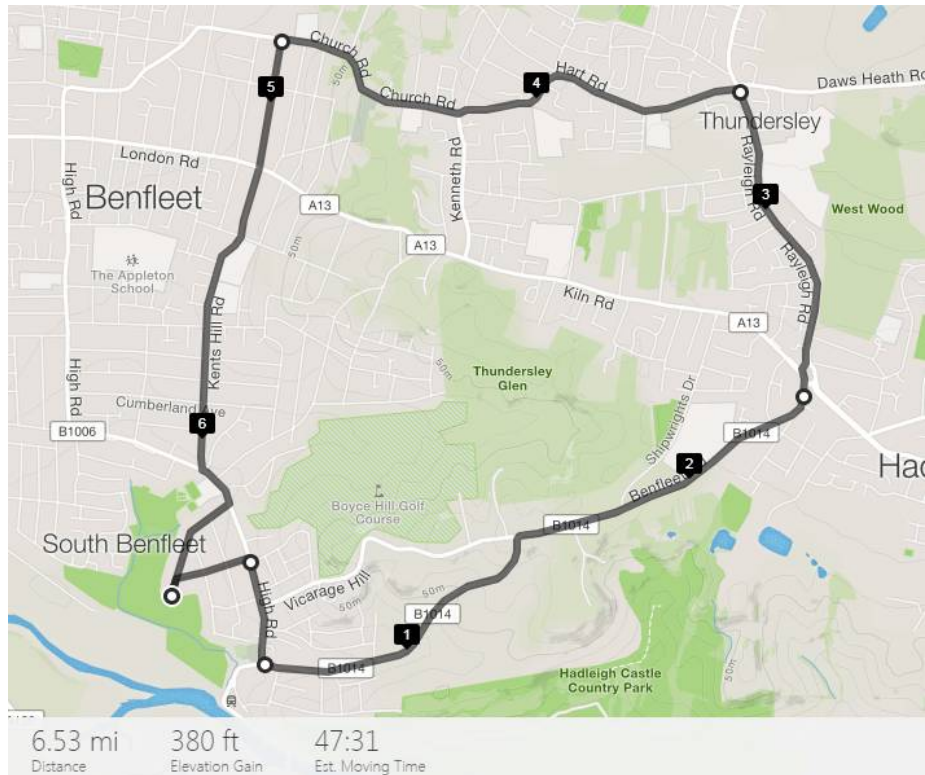 Church Rd
50m
5
4
Hart Rd
Daws Heath Rd
Church Rd
Thundersley
London Rd
High Rd
Kenneth Rd
Rayleigh Rd
3
West Wood
Benfleet
A13
50m
A13
Rayleigh Rd
The Appleton
School
Kiln Rd
A13
Kents Hill Rd
50m
Thundersley
Glen
High Rd
Cumberland Ave
6
B1006
Shipwrights Dr
B1014
2
Benfleet
Boyce Hill Golf
Course
B1014
South Benfleet
Vicarage Hill
50m
50m
High Rd
B1014
1
B1014
Hadleigh Castle
Country Park
50m
6.53 mi
380 ft
47:31
Distance
Elevation Gain
Est. Moving Time